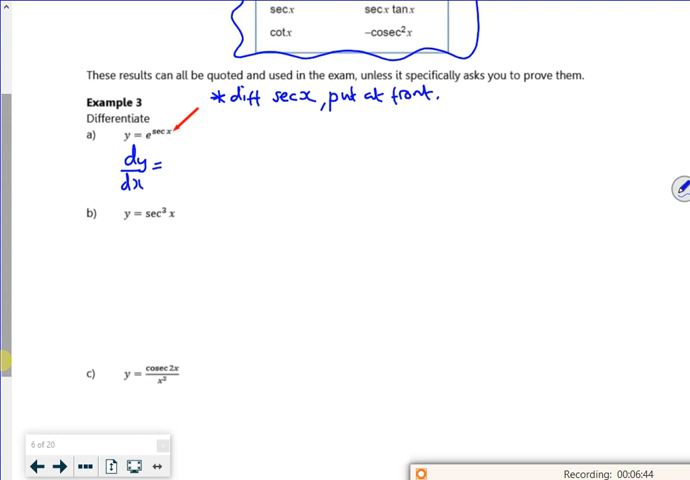 secx secx tanx
cotx −cosec²x
These results can all be quoted and used in the exam, unless it specifically asks you to prove them.
* diff secx, put at front.
Example 3
Differentiate
a) y = e^sec x
dy/dx =
b) y = sec³ x
c) y = cosec 2x / x²
6 of 20
Recording: 00:06:44